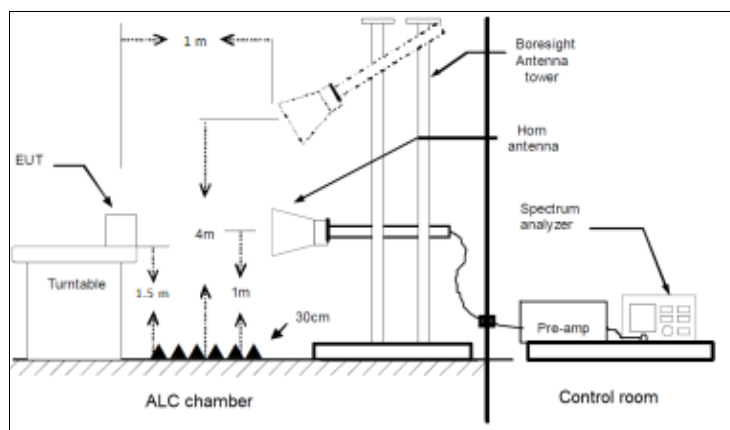 1 m
Boresight
Antenna
tower
Horn
antenna
EUT
Spectrum
analyzer
4m
Turntable
1.5 m
1m
30cm
Pre-amp
ALC chamber
Control room